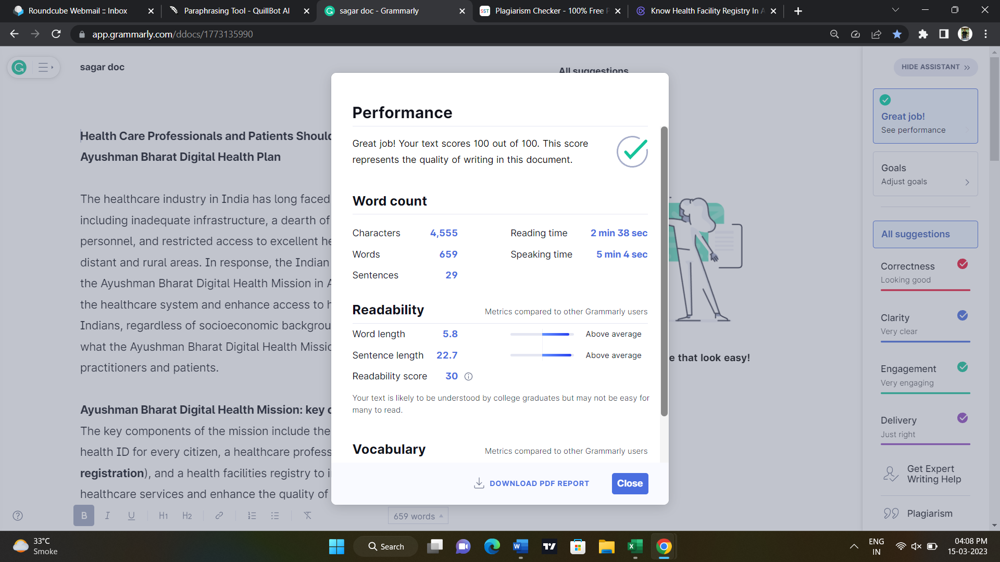 Roundcube Webmail :: Inbox
Paraphrasing Tool - QuillBot AI
sagar doc - Grammarly
SST
Plagiarism Checker - 100% Free
Know Health Facility Registry In
app.grammarly.com/ddocs/1773135990
sagar doc
All suggestions
HIDE ASSISTANT
Health Care Professionals and Patients
Ayushman Bharat Digital Health Plan
The healthcare industry in India has long faced
including inadequate infrastructure, a dearth of
personnel, and restricted access to excellent
distant and rural areas. In response, the Indian
the Ayushman Bharat Digital Health Mission in
the healthcare system and enhance access to
Indians, regardless of socioeconomic
what the Ayushman Bharat Digital Health
practitioners and patients.
Ayushman Bharat Digital Health Mission: key
The key components of the mission include the
health ID for every citizen, a healthcare
registration), and a health facilities registry to
healthcare services and enhance the quality of
Performance
Great job! Your text scores 100 out of 100. This score
represents the quality of writing in this document.
Word count
Characters 4,555 Reading time 2 min 38 sec
Words 659 Speaking time 5 min 4 sec
Sentences 29
Readability Metrics compared to other Grammarly users
Word length 5.8 Above average
Sentence length 22.7 Above average
Readability score 30
Your text is likely to be understood by college graduates but may not be easy for
many to read.
Vocabulary Metrics compared to other Grammarly users
DOWNLOAD PDF REPORT Close
that look easy!
Great job!
See performance
Goals
Adjust goals
All suggestions
Correctness
Looking good
Clarity
Very clear
Engagement
Very engaging
Delivery
Just right
Get Expert
Writing Help
Plagiarism
B I U H1 H2
659 words
33°C
Smoke
Search
ENG
IN
04:08 PM
15-03-2023